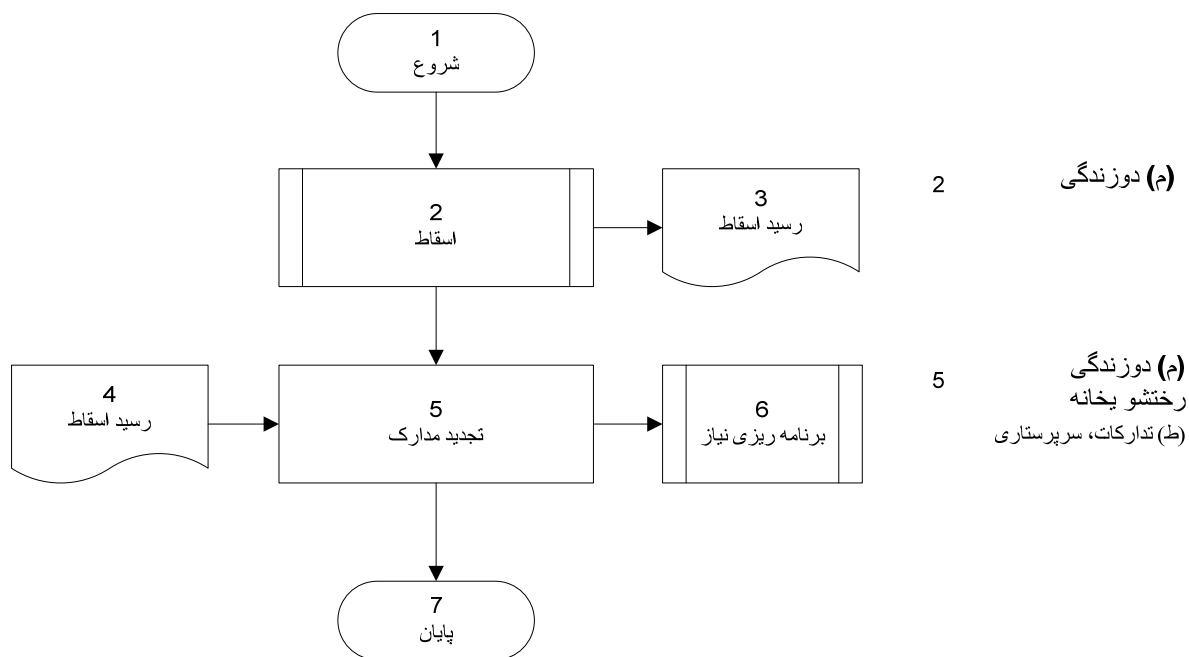 1
شروع
2
اسقاط
3
رسید اسقاط
2
(م) دوزندگی
4
رسید اسقاط
5
تجدید مدارک
6
برنامه ریزی نیاز
5
(م) دوزندگی
رختشو یخانه
(ط) تدارکات، سرپرستاری
7
پایان